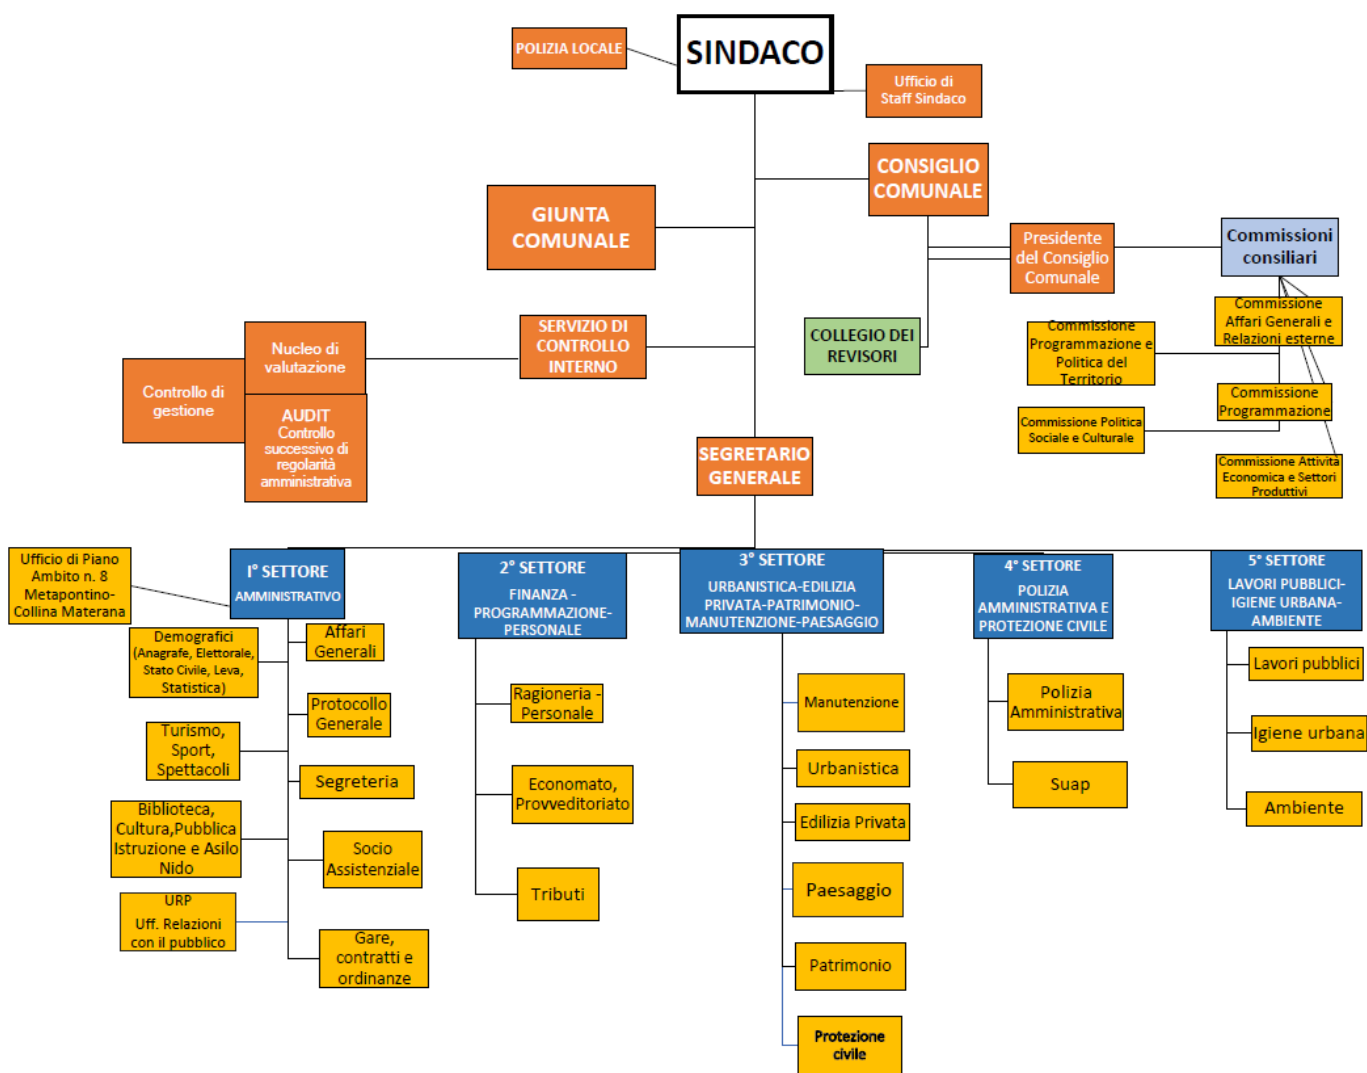 POLIZIA LOCALE
SINDACO
Ufficio di
Staff Sindaco
CONSIGLIO
COMUNALE
GIUNTA
COMUNALE
Presidente
del Consiglio
Comunale
Commissioni
consiliari
Commissione
Affari Generali e
Relazioni esterne
SERVIZIO DI
CONTROLLO
INTERNO
COLLEGIO DEI
REVISORI
Commissione
Programmazione e
Politica del
Territorio
Nucleo di
valutazione
Controllo di
gestione
AUDIT
Controllo
successivo di
regolarità
amministrativa
Commissione
Programmazione
Commissione Politica
Sociale e Culturale
SEGRETARIO
GENERALE
Commissione Attività
Economica e Settori
Produttivi
Ufficio di Piano
Ambito n. 8
Metapontino-
Collina Materana
I° SETTORE
AMMINISTRATIVO
2° SETTORE
FINANZA -
PROGRAMMAZIONE-
PERSONALE
3° SETTORE
URBANISTICA-EDILIZIA
PRIVATA-PATRIMONIO-
MANUTENZIONE-PAESAGGIO
4° SETTORE
POLIZIA
AMMINISTRATIVA E
PROTEZIONE CIVILE
5° SETTORE
LAVORI PUBBLICI-
IGIENE URBANA-
AMBIENTE
Demografici
(Anagrafe, Elettorale,
Stato Civile, Leva,
Statistica)
Affari
Generali
Protocollo
Generale
Turismo,
Sport,
Spettacoli
Segreteria
Biblioteca,
Cultura,Pubblica
Istruzione e Asilo
Nido
Socio
Assistenziale
URP
Uff. Relazioni
con il pubblico
Gare,
contratti e
ordinanze
Ragioneria -
Personale
Economato,
Provveditoriato
Tributi
Manutenzione
Urbanistica
Edilizia Privata
Paesaggio
Patrimonio
Protezione
civile
Polizia
Amministrativa
Suap
Lavori pubblici
Igiene urbana
Ambiente